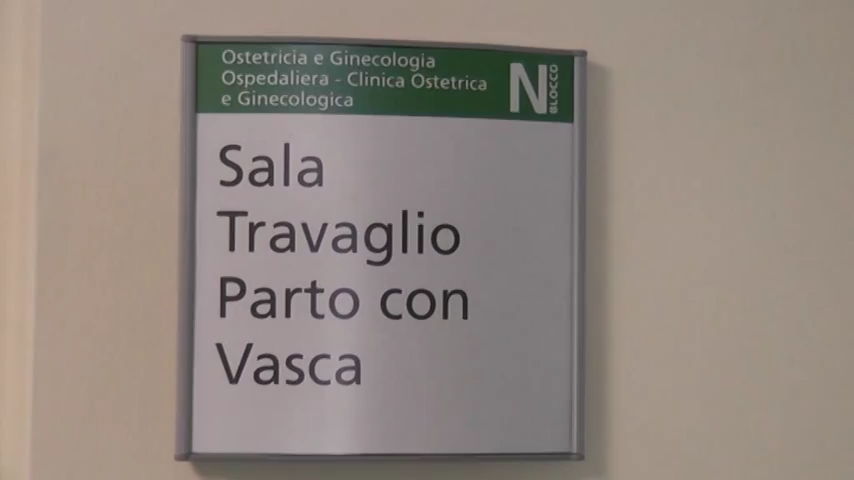 Ostetricia e Ginecologia
Ospedaliera - Clinica Ostetrica
e Ginecologica
N BLOCCO
Sala
Travaglio
Parto con
Vasca